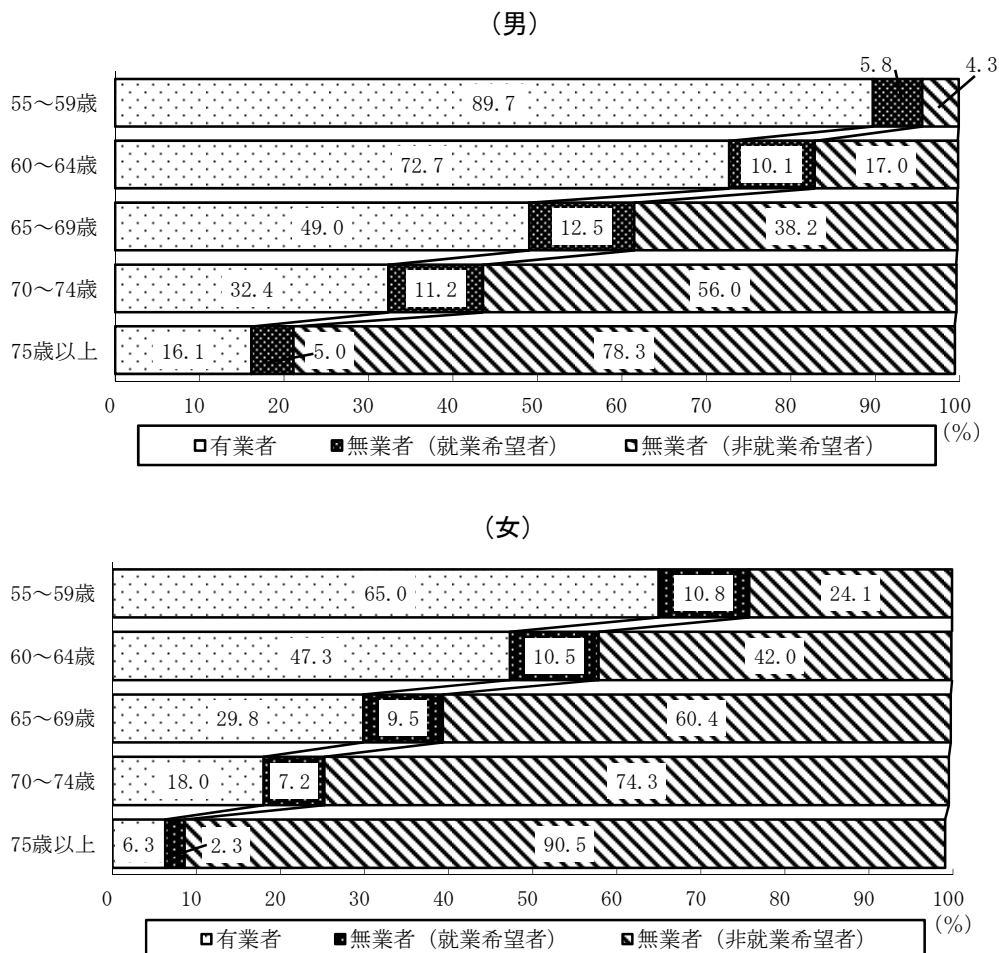 （男）
5.8 4.3
55～59歳 89.7
60～64歳 72.7 10.1 17.0
65～69歳 49.0 12.5 38.2
70～74歳 32.4 11.2 56.0
75歳以上 16.1 5.0 78.3
0 10 20 30 40 50 60 70 80 90 100
(%)
有業者 無業者（就業希望者） 無業者（非就業希望者）
（女）
55～59歳 65.0 10.8 24.1
60～64歳 47.3 10.5 42.0
65～69歳 29.8 9.5 60.4
70～74歳 18.0 7.2 74.3
75歳以上 6.3 2.3 90.5
0 10 20 30 40 50 60 70 80 90 100
(%)
有業者 無業者（就業希望者） 無業者（非就業希望者）